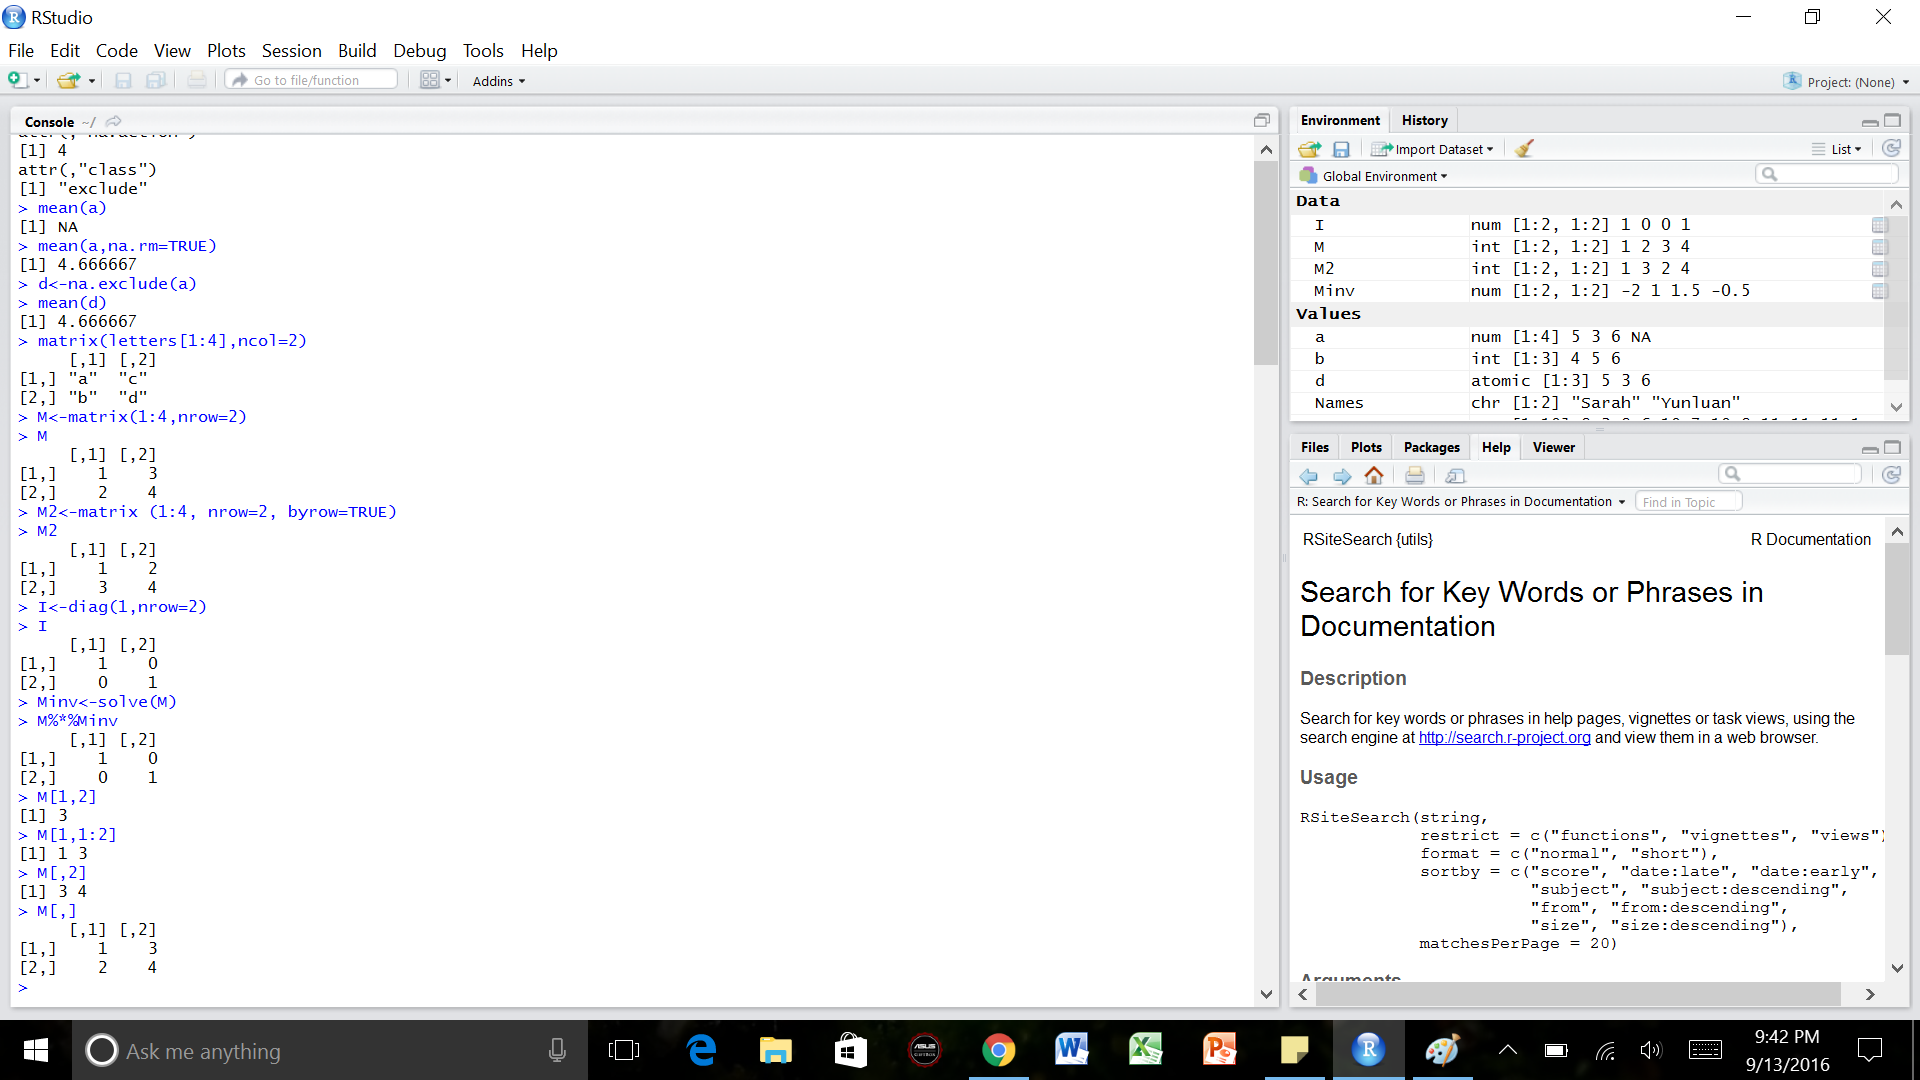 RStudio
File Edit Code View Plots Session Build Debug Tools Help
Go to file/function Addins Project: (None)
Console ~/
[1] 4
attr(,"class")
[1] "exclude"
> mean(a)
[1] NA
> mean(a,na.rm=TRUE)
[1] 4.666667
> d<-na.exclude(a)
> mean(d)
[1] 4.666667
> matrix(letters[1:4],ncol=2)
     [,1] [,2]
[1,] "a"  "c"
[2,] "b"  "d"
> M<-matrix(1:4,nrow=2)
> M
     [,1] [,2]
[1,]    1    3
[2,]    2    4
> M2<-matrix (1:4, nrow=2, byrow=TRUE)
> M2
     [,1] [,2]
[1,]    1    2
[2,]    3    4
> I<-diag(1,nrow=2)
> I
     [,1] [,2]
[1,]    1    0
[2,]    0    1
> Minv<-solve(M)
> M%*%Minv
     [,1] [,2]
[1,]    1    0
[2,]    0    1
> M[1,2]
[1] 3
> M[1,1:2]
[1] 1 3
> M[,2]
[1] 3 4
> M[,]
     [,1] [,2]
[1,]    1    3
[2,]    2    4
>
Environment History
Import Dataset List
Global Environment
Data
I num [1:2, 1:2] 1 0 0 1
M int [1:2, 1:2] 1 2 3 4
M2 int [1:2, 1:2] 1 3 2 4
Minv num [1:2, 1:2] -2 1 1.5 -0.5
Values
a num [1:4] 5 3 6 NA
b int [1:3] 4 5 6
d atomic [1:3] 5 3 6
Names chr [1:2] "Sarah" "Yunluan"
Files Plots Packages Help Viewer
R: Search for Key Words or Phrases in Documentation Find in Topic
RSiteSearch {utils} R Documentation
Search for Key Words or Phrases in
Documentation
Description
Search for key words or phrases in help pages, vignettes or task views, using the
search engine at http://search.r-project.org and view them in a web browser.
Usage
RSiteSearch(string,
            restrict = c("functions", "vignettes", "views")
            format = c("normal", "short"),
            sortby = c("score", "date:late", "date:early",
                       "subject", "subject:descending",
                       "from", "from:descending",
                       "size", "size:descending"),
            matchesPerPage = 20)
Arguments
Ask me anything
ASUS
9:42 PM
9/13/2016